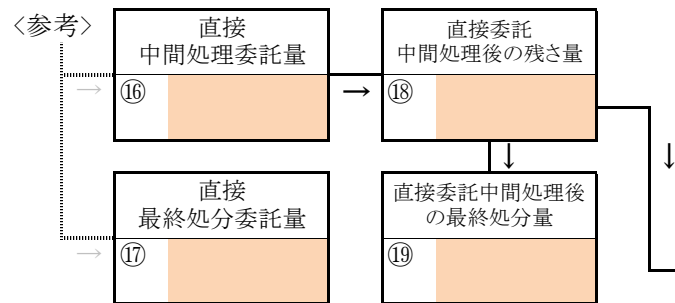 〈参考〉
直接
中間処理委託量
→ ⑯
直接委託
中間処理後の残さ量
→ ⑱
↓
↓
直接
最終処分委託量
→ ⑰
直接委託中間処理後
の最終処分量
⑲